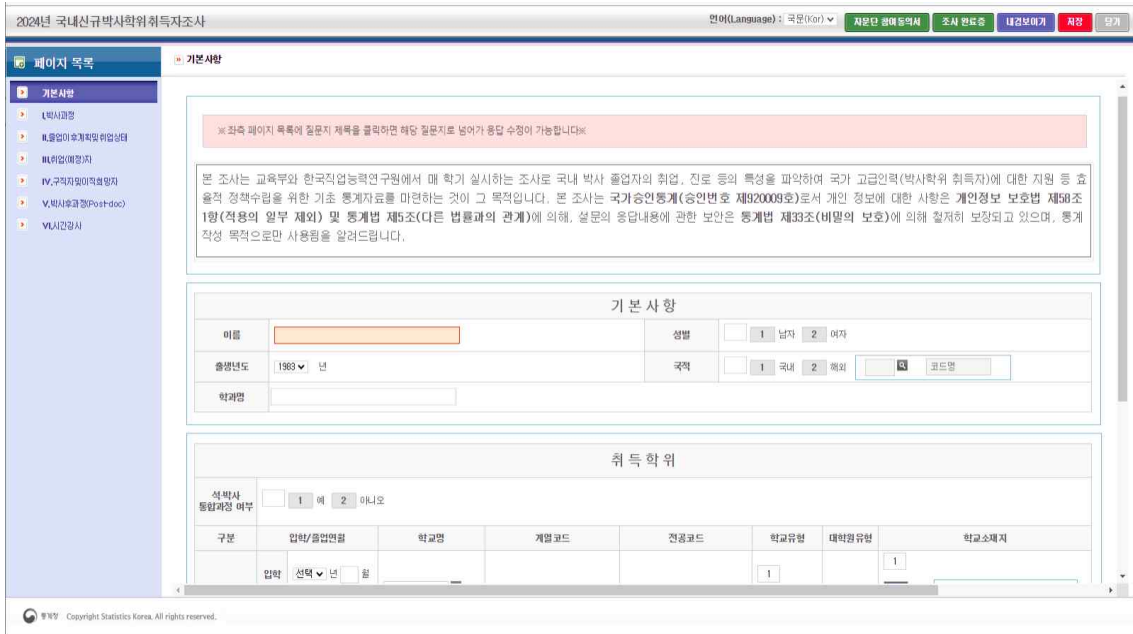 2024년 국내신규박사학위취득자조사
언어(Language) : 국문(Kor)
자문단 참여동의서
조사 완료증
내검보이기
저장
닫기
페이지 목록
기본사항
기본사항
I.박사과정
II.졸업이후계획및취업상태
III.취업(예정)자
IV.구직자및이직희망자
V.박사후과정(Post-doc)
VI.시간강사
※좌측 페이지 목록에 질문지 제목을 클릭하면 해당 질문지로 넘어가 응답 수정이 가능합니다※
본 조사는 교육부와 한국직업능력연구원에서 매 학기 실시하는 조사로 국내 박사 졸업자의 취업, 진로 등의 특성을 파악하여 국가 고급인력(박사학위 취득자)에 대한 지원 등 효
율적 정책수립을 위한 기초 통계자료를 마련하는 것이 그 목적입니다. 본 조사는 국가승인통계(승인번호 제920009호)로서 개인 정보에 대한 사항은 개인정보 보호법 제58조
1항(적용의 일부 제외) 및 통계법 제5조(다른 법률과의 관계)에 의해, 설문의 응답내용에 관한 보안은 통계법 제33조(비밀의 보호)에 의해 철저히 보장되고 있으며, 통계
작성 목적으로만 사용됨을 알려드립니다.
기본사항
이름
성별 1 남자 2 여자
출생년도 1983 년
국적 1 국내 2 해외 코드명
학과명
취득학위
석·박사
통합과정 여부 1 예 2 아니오
구분 입학/졸업연월 학교명 계열코드 전공코드 학교유형 대학원유형 학교소재지
입학 선택 년 월 1 1
통계청 Copyright Statistics Korea, All rights reserved.